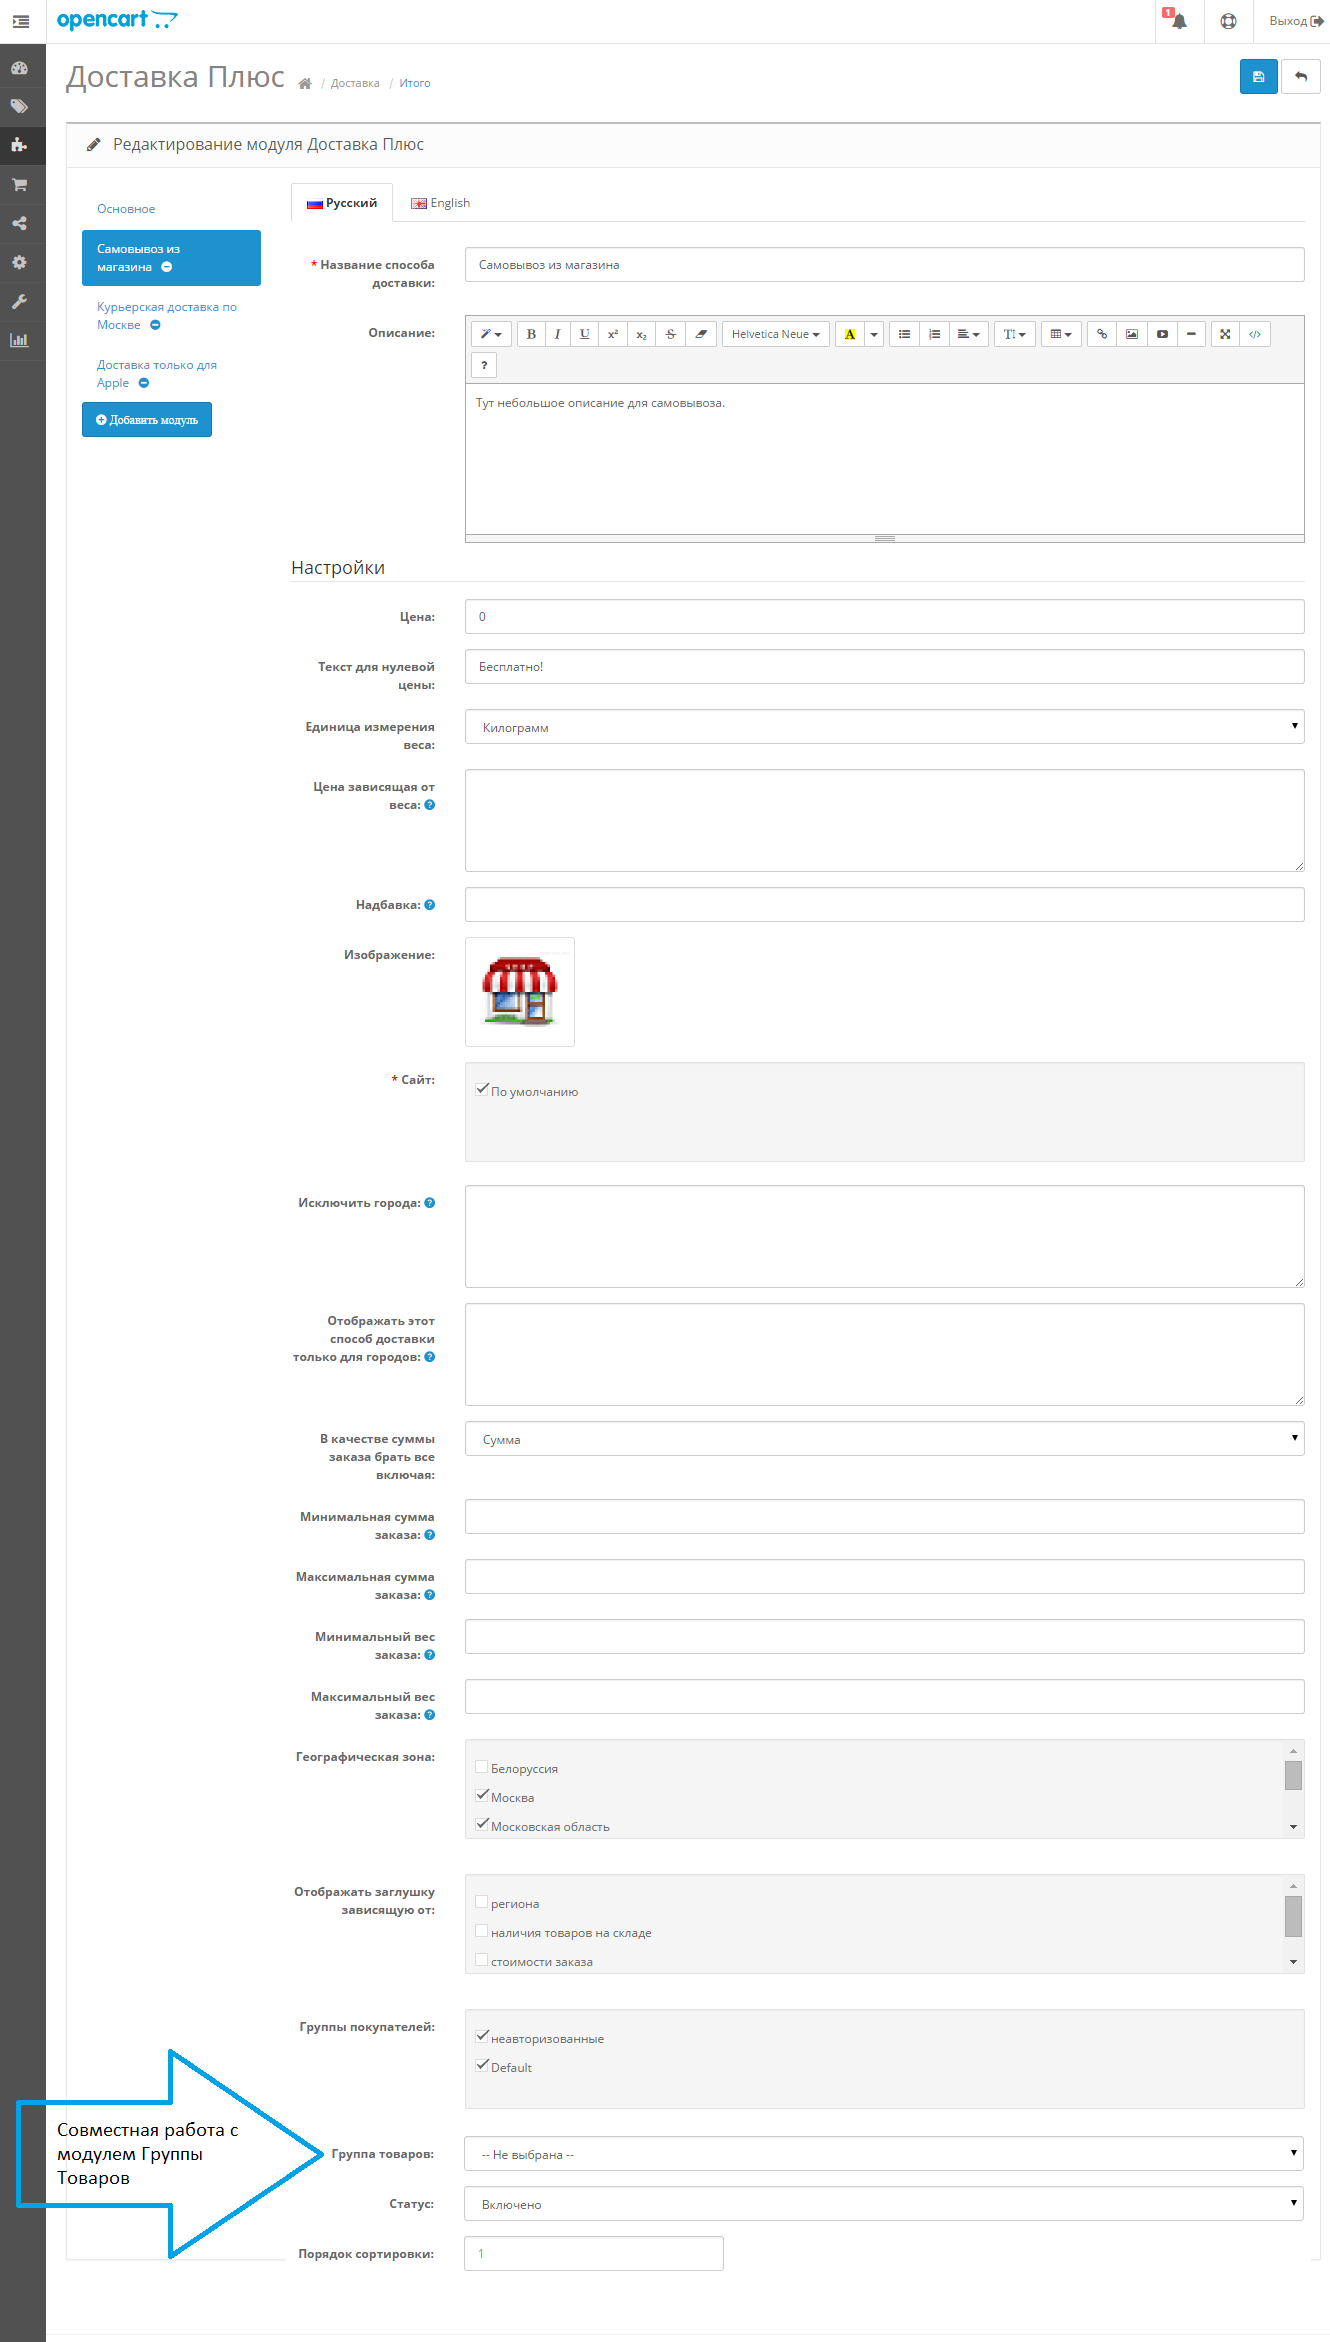 opencart
1
Выход
Доставка Плюс
/ Доставка / Итого
Редактирование модуля Доставка Плюс
Основное
Самовывоз из
магазина
Курьерская доставка по
Москве
Доставка только для
Apple
Добавить модуль
Русский
English
* Название способа
доставки:
Самовывоз из магазина
Описание:
B I U x² x₂ S Helvetica Neue A TI </>
?
Тут небольшое описание для самовывоза.
Настройки
Цена:
0
Текст для нулевой
цены:
Бесплатно!
Единица измерения
веса:
Килограмм
Цена зависящая от
веса: ?
Надбавка: ?
Изображение:
* Сайт:
По умолчанию
Исключить города: ?
Отображать этот
способ доставки
только для городов: ?
В качестве суммы
заказа брать все
включая:
Сумма
Минимальная сумма
заказа: ?
Максимальная сумма
заказа: ?
Минимальный вес
заказа: ?
Максимальный вес
заказа: ?
Географическая зона:
Белоруссия
Москва
Московская область
Отображать заглушку
зависящую от:
региона
наличия товаров на складе
стоимости заказа
Группы покупателей:
неавторизованные
Default
Совместная работа с
модулем Группы
Товаров
Группа товаров:
-- Не выбрана --
Статус:
Включено
Порядок сортировки:
1